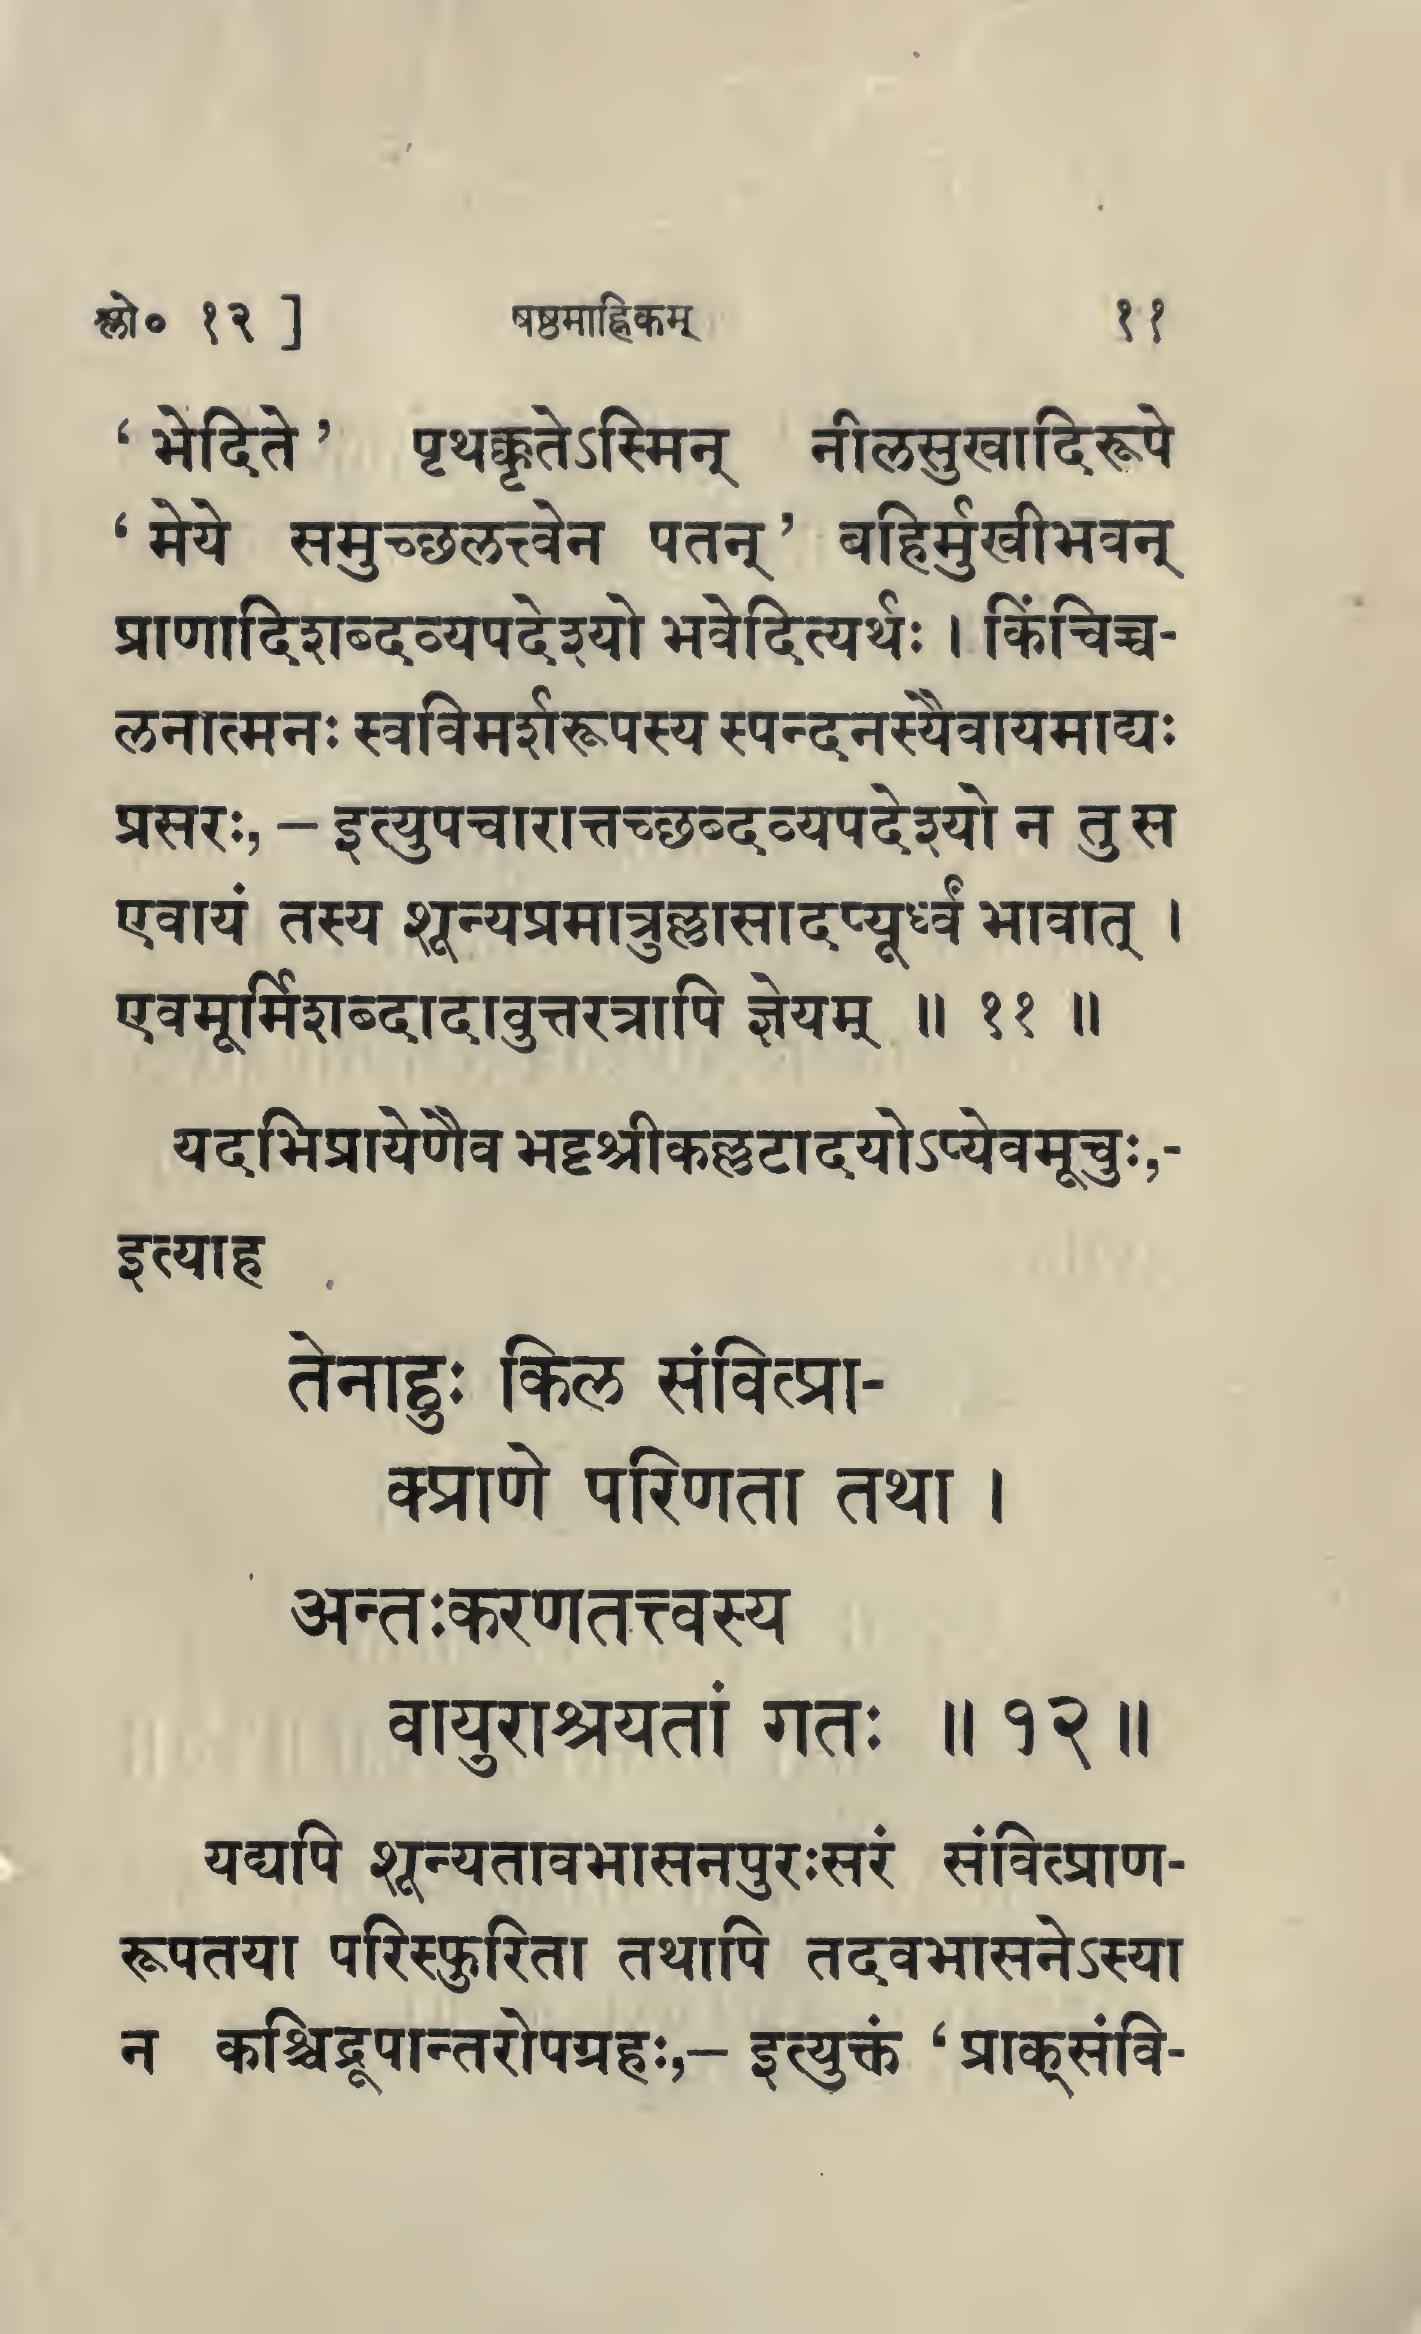 श्लो० १२ ] षष्ठमाह्निकम् ११
‘ भेदिते ’ पृथक्कृतेऽस्मिन् नीलसुखादिरूपे
‘ मेये समुच्छलत्त्वेन पतन् ’ बहिर्मुखीभवन्
प्राणादिशब्दव्यपदेश्यो भवेदित्यर्थः । किंचिच्च-
लनात्मनः स्वविमर्शरूपस्य स्पन्दनस्यैवायमाद्यः
प्रसरः, – इत्युपचारात्तच्छब्दव्यपदेश्यो न तु स
एवायं तस्य शून्यप्रमात्रुल्लासादप्यूर्ध्वं भावात् ।
एवमूर्मिशब्दादावुत्तरत्रापि ज्ञेयम् ॥ ११ ॥
यदभिप्रायेणैव भट्टश्रीकल्लटादयोऽप्येवमूचुः,-
इत्याह
तेनाहुः किल संवित्प्रा-
क्प्राणे परिणता तथा ।
अन्तःकरणतत्त्वस्य
वायुराश्रयतां गतः ॥ १२ ॥
यद्यपि शून्यतावभासनपुरःसरं संवित्प्राण-
रूपतया परिस्फुरिता तथापि तदवभासनेऽस्या
न कश्चिद्रूपान्तरोपग्रहः,– इत्युक्तं ‘ प्राक्संवि-